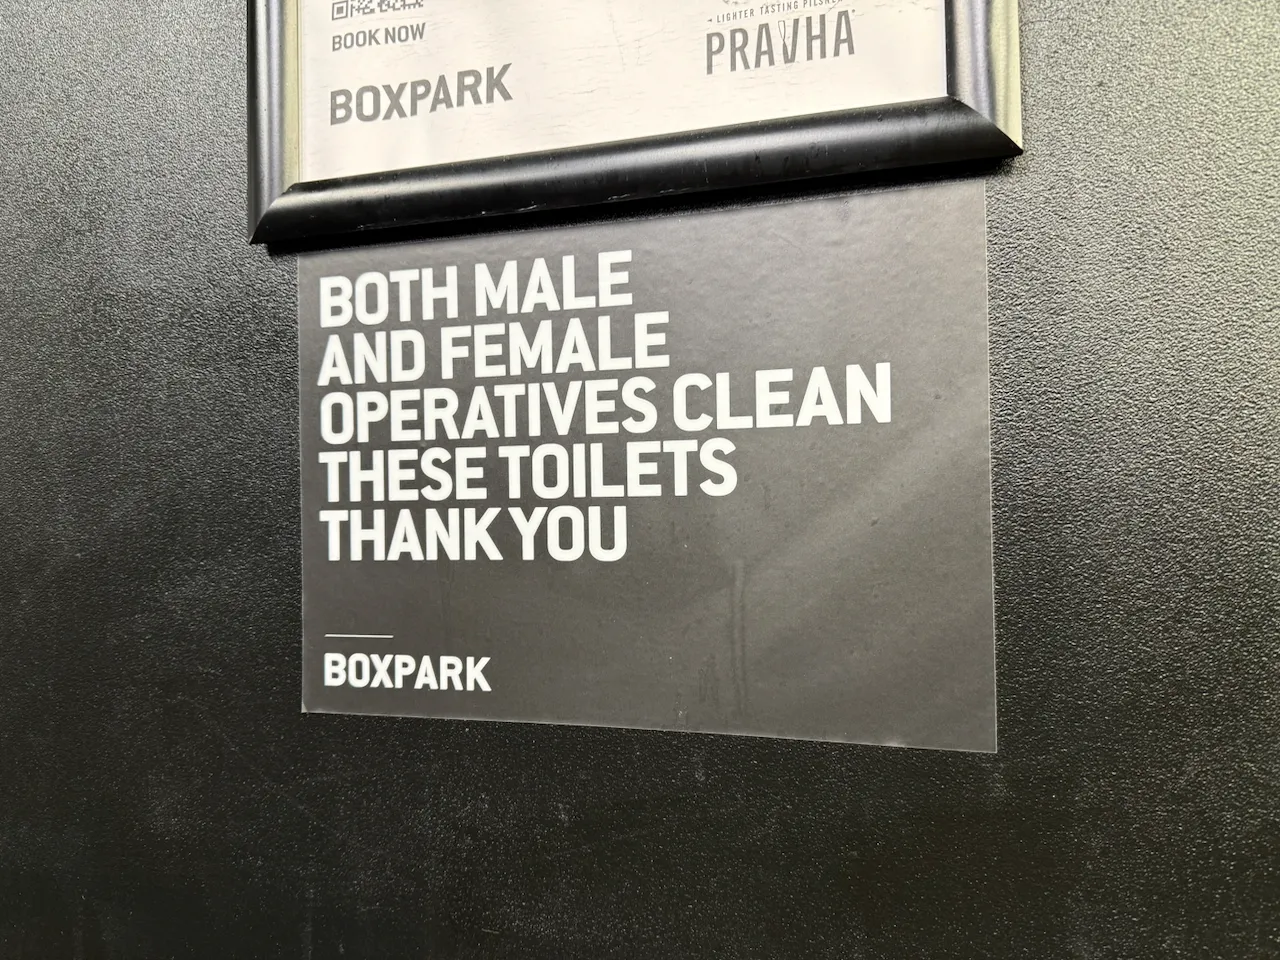 BOOK NOW
BOXPARK
LIGHTER TASTING PILSNER
PRAVHA
BOTH MALE
AND FEMALE
OPERATIVES CLEAN
THESE TOILETS
THANK YOU
BOXPARK